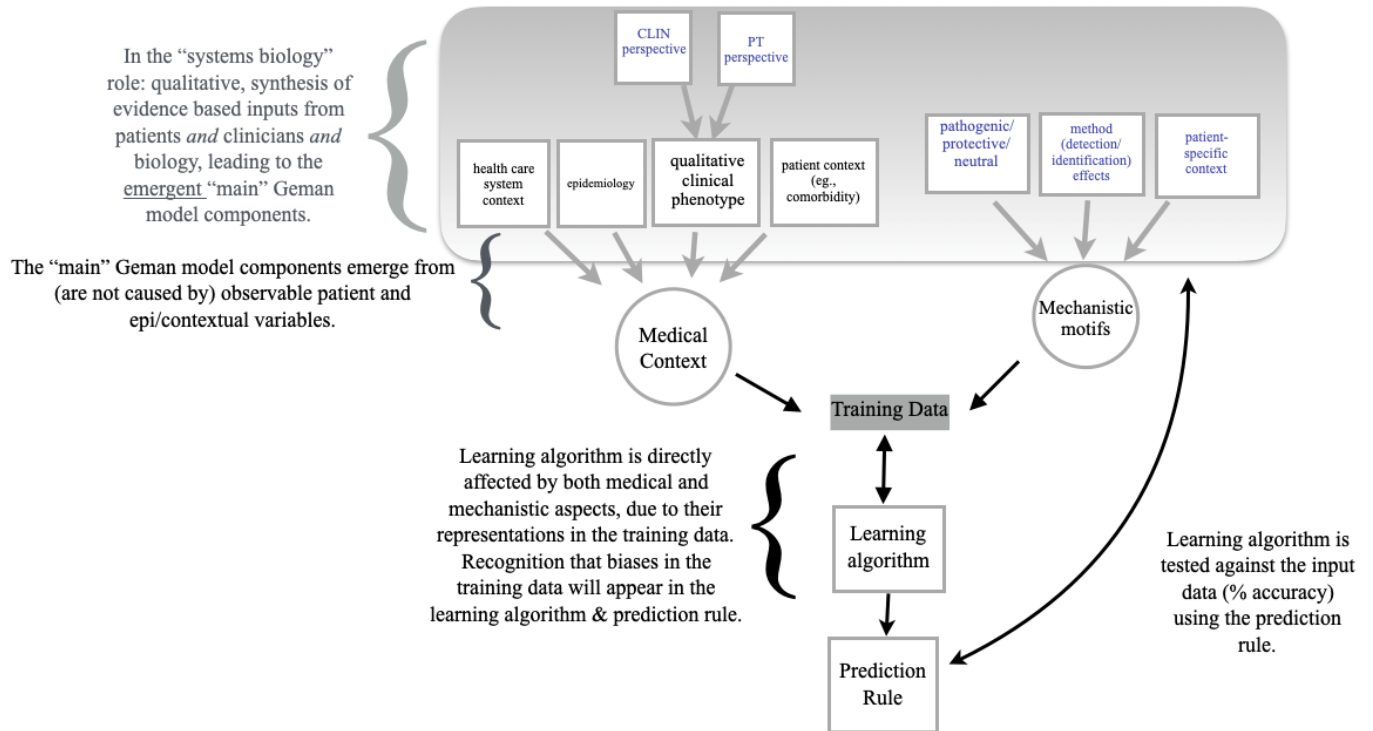 In the “systems biology”
role: qualitative, synthesis of
evidence based inputs from
patients and clinicians and
biology, leading to the
emergent “main” Geman
model components.
CLIN
perspective
PT
perspective
health care
system
context
epidemiology
qualitative
clinical
phenotype
patient context
(eg.,
comorbidity)
pathogenic/
protective/
neutral
method
(detection/
identification)
effects
patient-
specific
context
The “main” Geman model components emerge from
(are not caused by) observable patient and
epi/contextual variables.
Medical
Context
Mechanistic
motifs
Training Data
Learning algorithm is directly
affected by both medical and
mechanistic aspects, due to their
representations in the training data.
Recognition that biases in the
training data will appear in the
learning algorithm & prediction rule.
Learning
algorithm
Learning algorithm is
tested against the input
data (% accuracy)
using the prediction
rule.
Prediction
Rule